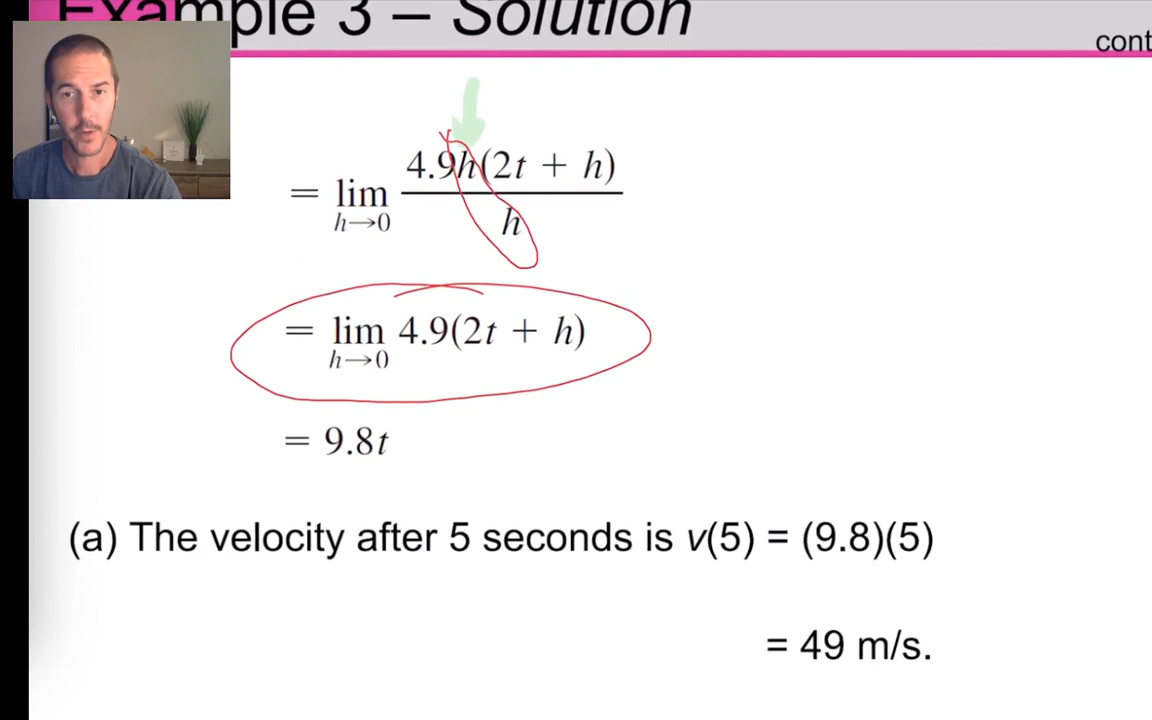 Example 3 – Solution
cont
= lim h→0 4.9h(2t + h) / h
= lim h→0 4.9(2t + h)
= 9.8t
(a) The velocity after 5 seconds is v(5) = (9.8)(5)
= 49 m/s.